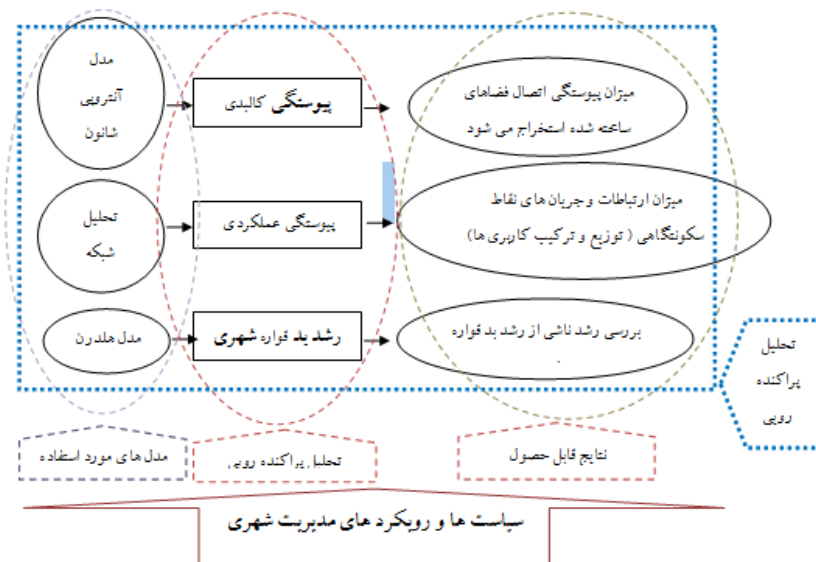 مدل
آنتروپی
شانون
پیوستگی کالبدی
میزان پیوستگی اتصال فضاهای
ساخته شده استخراج می شود
تحلیل
شبکه
پیوستگی عملکردی
میزان ارتباطات و جریان های نقاط
سکونتگاهی ( توزیع و ترکیب کاربری ها)
مدل هلدرن
رشد بد قواره شهری
بررسی رشد ناشی از رشد بد قواره
.
تحلیل
پراکنده
رویی
مدل های مورد استفاده
تحلیل پراکنده رویی
نتایج قابل حصول
سیاست ها و رویکرد های مدیریت شهری